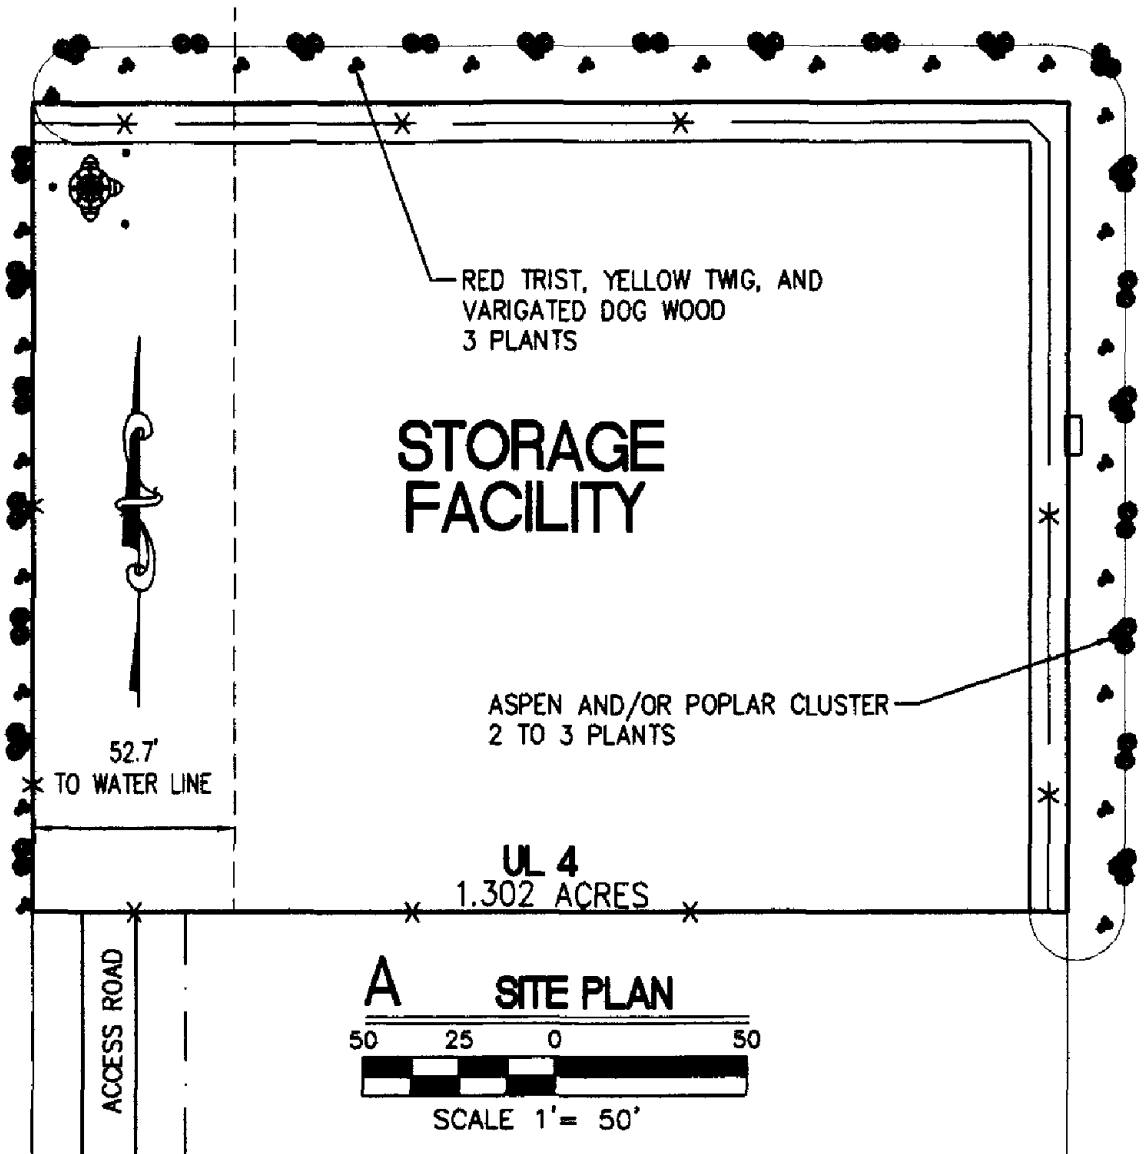 RED TRIST, YELLOW TWIG, AND
VARIGATED DOG WOOD
3 PLANTS
STORAGE
FACILITY
ASPEN AND/OR POPLAR CLUSTER
2 TO 3 PLANTS
52.7'
TO WATER LINE
UL 4
1.302 ACRES
ACCESS ROAD
A SITE PLAN
50 25 0 50
SCALE 1'= 50'